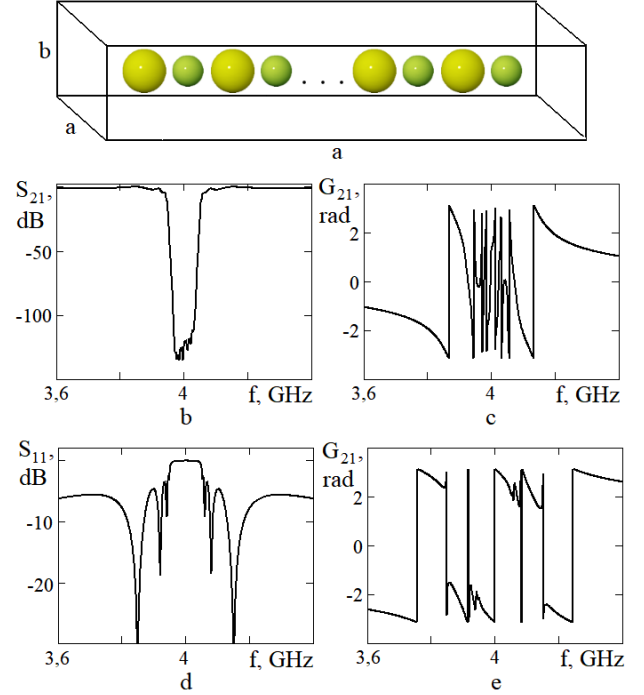 b
a
. . .
a
S21,
dB
-50
-100
3,6
4
f, GHz
b
G21,
rad
2
0
-2
3,6
4
f, GHz
c
S11,
dB
-10
-20
3,6
4
f, GHz
d
G21,
rad
2
0
-2
3,6
4
f, GHz
e